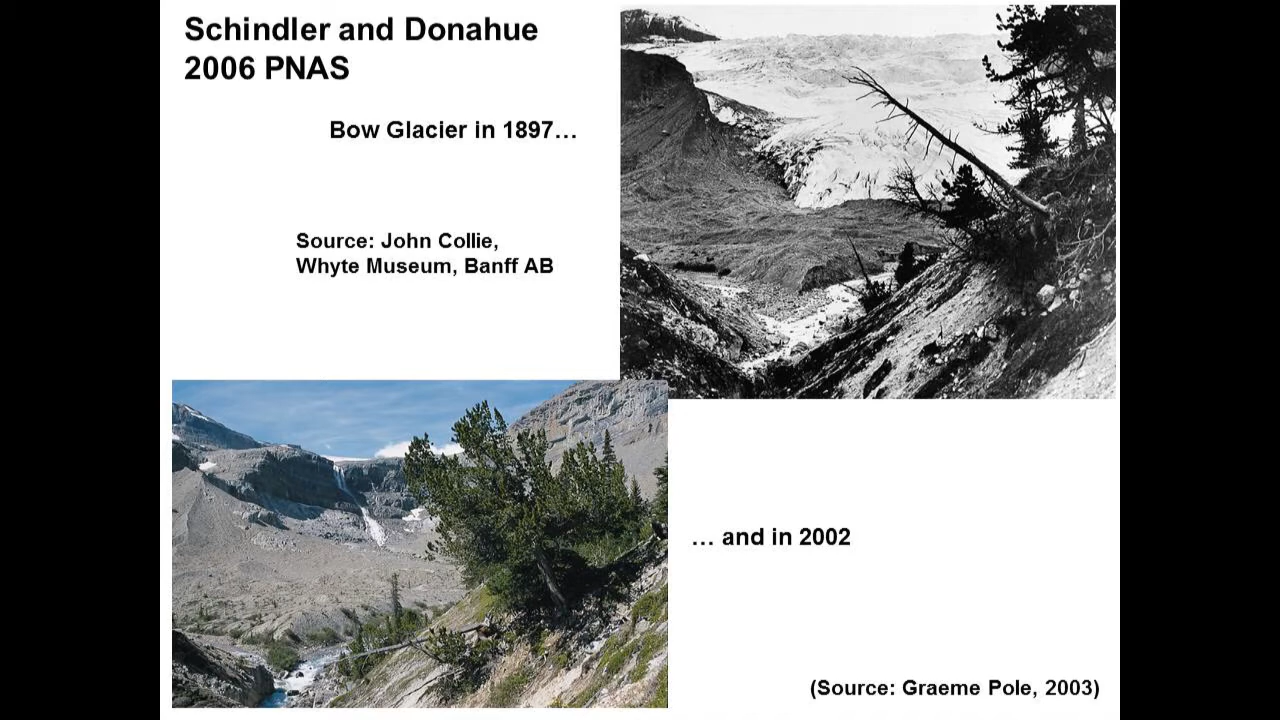 Schindler and Donahue
2006 PNAS
Bow Glacier in 1897…
Source: John Collie,
Whyte Museum, Banff AB
… and in 2002
(Source: Graeme Pole, 2003)